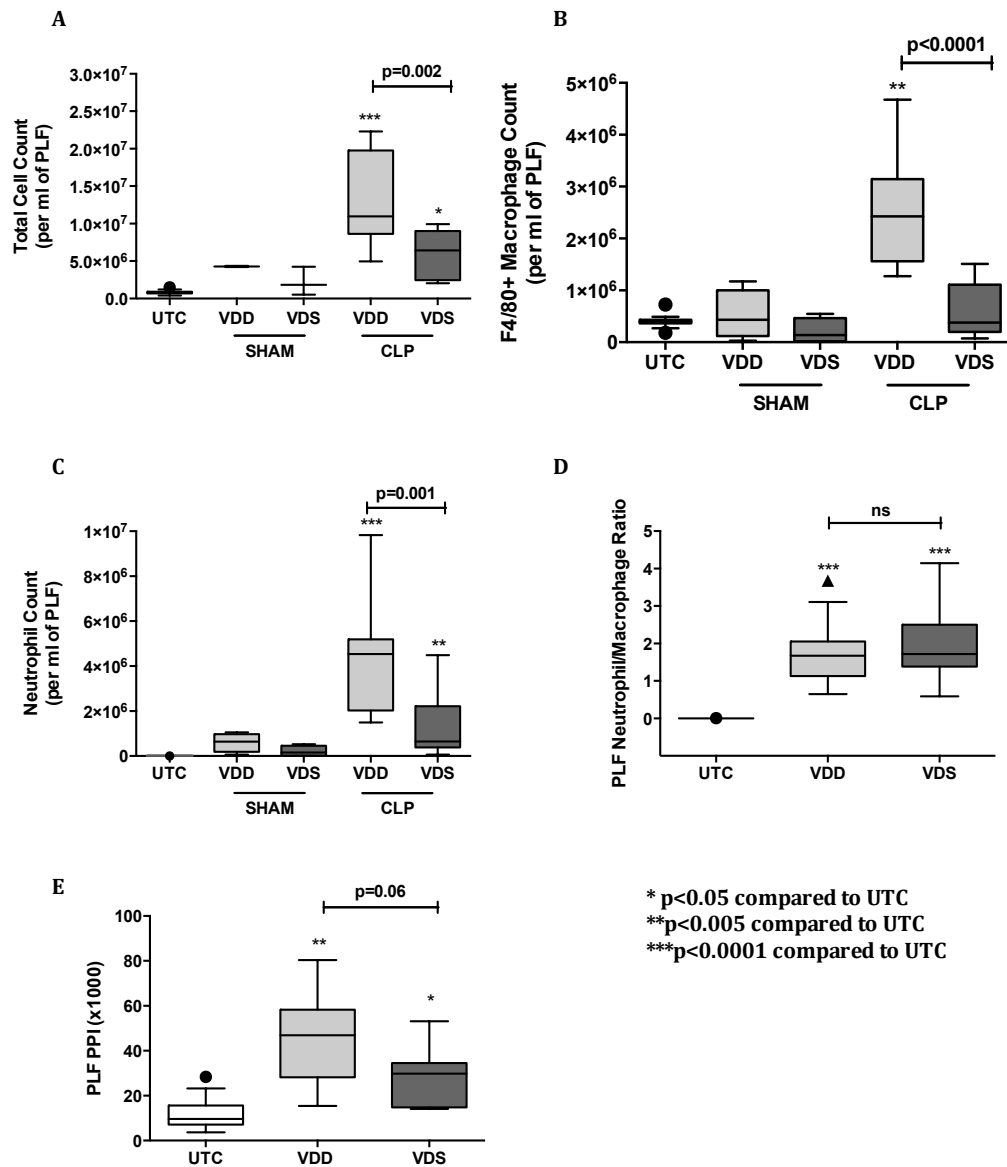 A
p=0.002
3.0×10⁷
2.5×10⁷
2.0×10⁷
1.5×10⁷
1.0×10⁷
5.0×10⁶
0.0
Total Cell Count
(per ml of PLF)
***
*
UTC VDD VDS VDD VDS
SHAM CLP
B
p<0.0001
5×10⁶
4×10⁶
3×10⁶
2×10⁶
1×10⁶
0
F4/80+ Macrophage Count
(per ml of PLF)
**
UTC VDD VDS VDD VDS
SHAM CLP
C
p=0.001
1×10⁷
8×10⁶
6×10⁶
4×10⁶
2×10⁶
0
Neutrophil Count
(per ml of PLF)
***
**
UTC VDD VDS VDD VDS
SHAM CLP
D
ns
5
4
3
2
1
0
PLF Neutrophil/Macrophage Ratio
***
***
UTC VDD VDS
E
p=0.06
100
80
60
40
20
0
PLF PPI (x1000)
**
*
UTC VDD VDS
* p<0.05 compared to UTC
**p<0.005 compared to UTC
***p<0.0001 compared to UTC